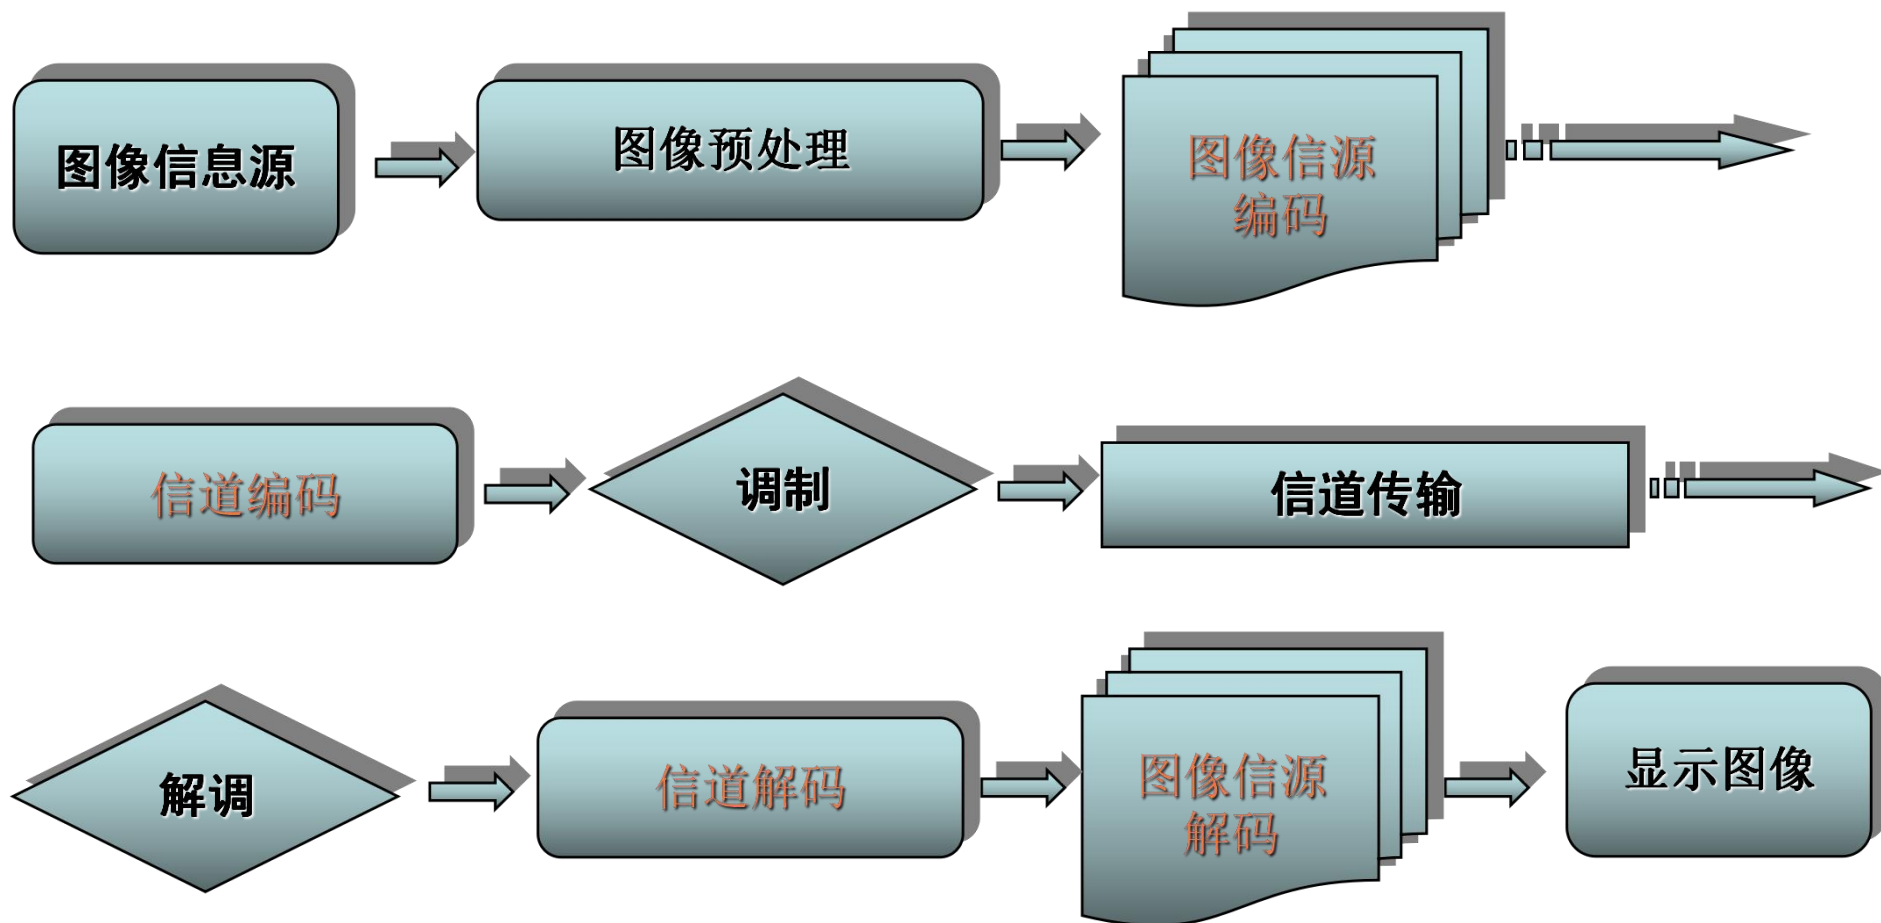 图像信息源
图像预处理
图像信源
编码
信道编码
调制
信道传输
解调
信道解码
图像信源
解码
显示图像